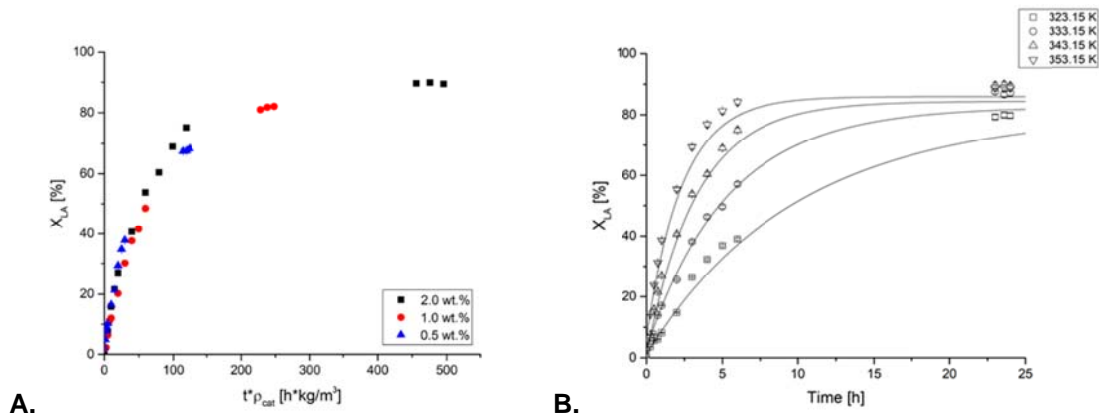 100
80
60
40
20
0
X_LA [%]
0
100
200
300
400
500
t*ρ_cat [h*kg/m³]
2.0 wt.%
1.0 wt.%
0.5 wt.%
A.
323.15 K
333.15 K
343.15 K
353.15 K
100
80
60
40
20
0
X_LA [%]
0
5
10
15
20
25
Time [h]
B.